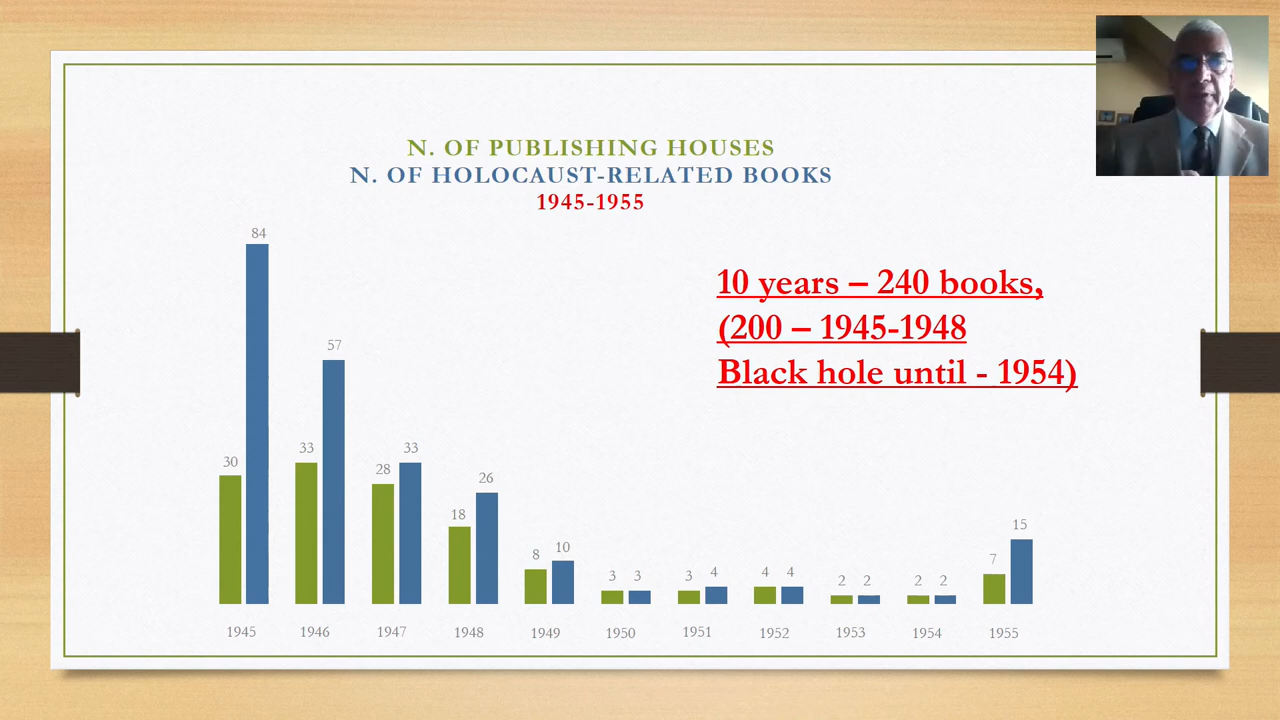 N. OF PUBLISHING HOUSES
N. OF HOLOCAUST-RELATED BOOKS
1945-1955
10 years – 240 books,
(200 – 1945-1948
Black hole until - 1954)
30 84
33 57
28 33
18 26
8 10
3 3
3 4
4 4
2 2
2 2
7 15
1945 1946 1947 1948 1949 1950 1951 1952 1953 1954 1955